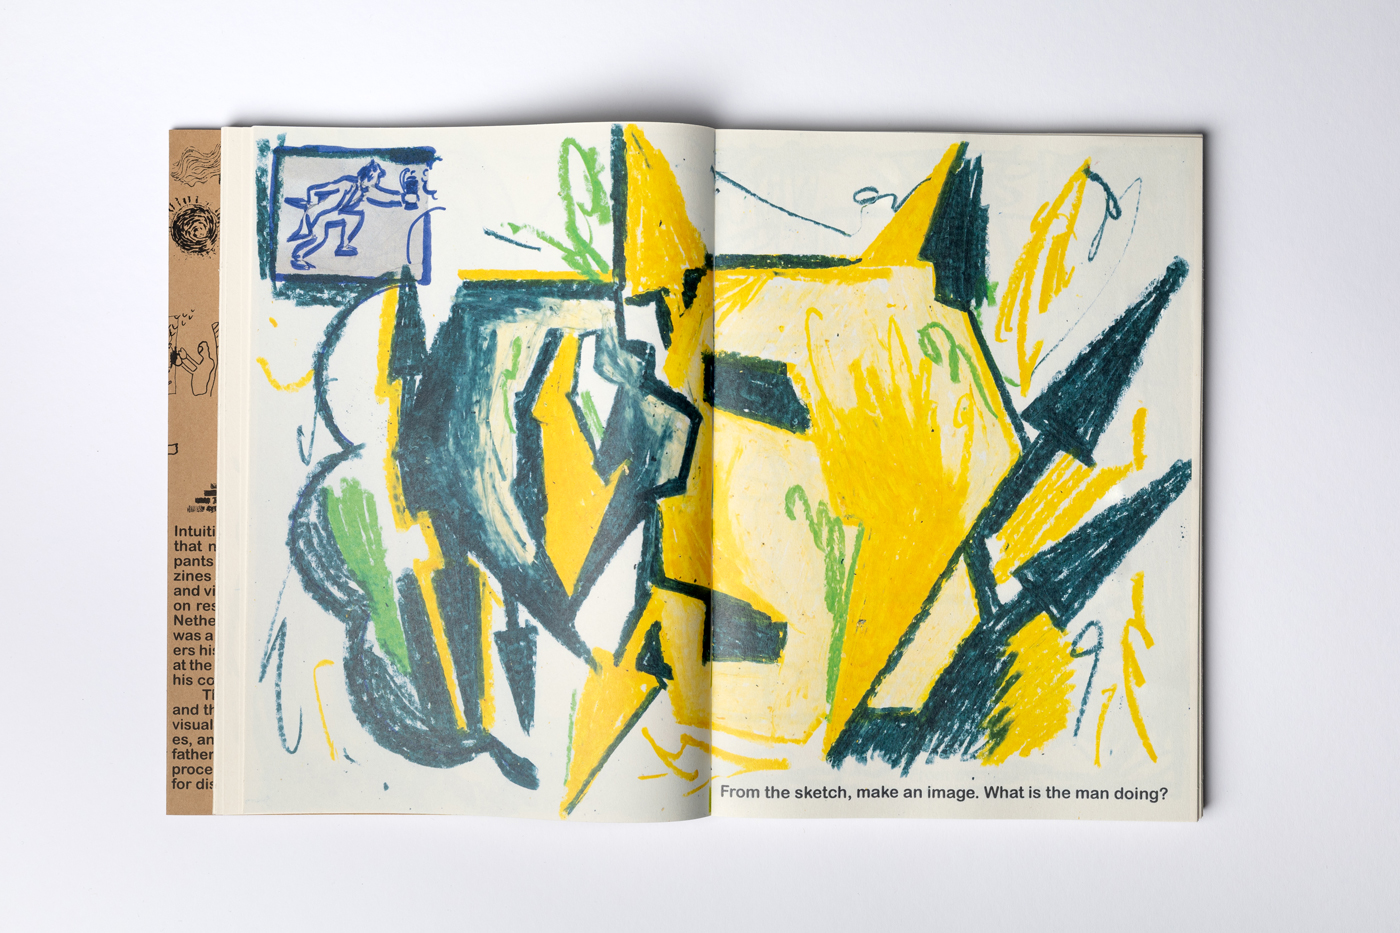 Intuiti
that n
pants
zines
and vi
on res
Nethe
was a
ers his
at the
his co
Ti
and th
visual
es, an
father
proce
for dis
From the sketch, make an image. What is the man doing?